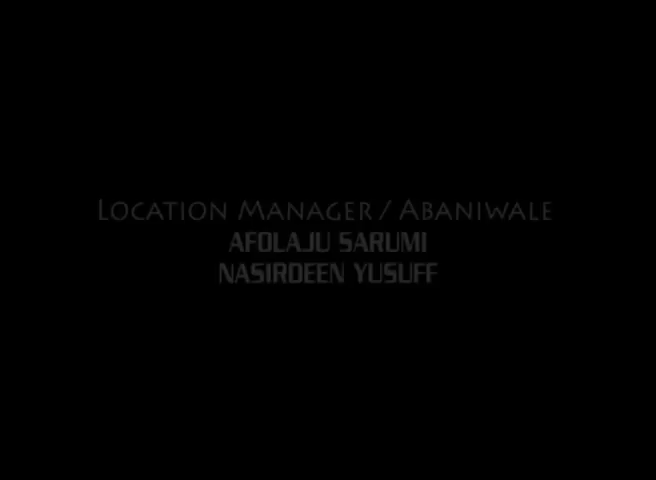 LOCATION MANAGER / ABANIWALE
AFOLAJU SARUMI
NASIRDEEN YUSUFF